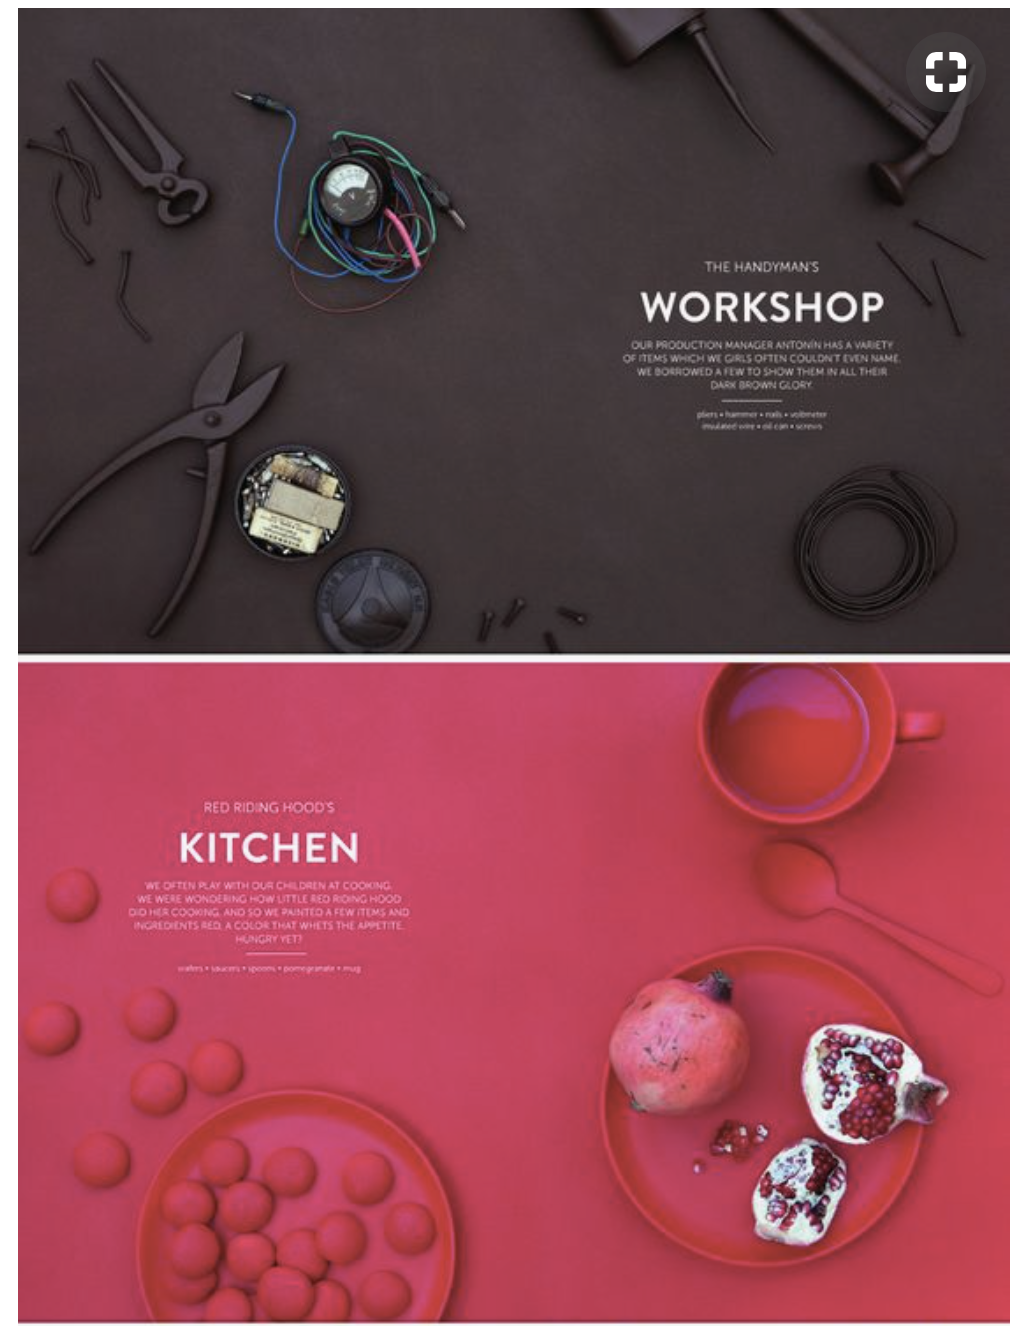 THE HANDYMAN'S
WORKSHOP
OUR PRODUCTION MANAGER ANTONÍN HAS A VARIETY
OF ITEMS WHICH WE GIRLS OFTEN COULDN'T EVEN NAME.
WE BORROWED A FEW TO SHOW THEM IN ALL THEIR
DARK BROWN GLORY.
pliers • hammer • nails • voltmeter
insulated wire • oil can • screws
RED RIDING HOOD'S
KITCHEN
WE OFTEN PLAY WITH OUR CHILDREN AT COOKING.
WE WERE WONDERING HOW LITTLE RED RIDING HOOD
DID HER COOKING, AND SO WE PAINTED A FEW ITEMS AND
INGREDIENTS RED, A COLOR THAT WHETS THE APPETITE.
HUNGRY YET?
wafers • saucers • spoons • pomegranate • mug